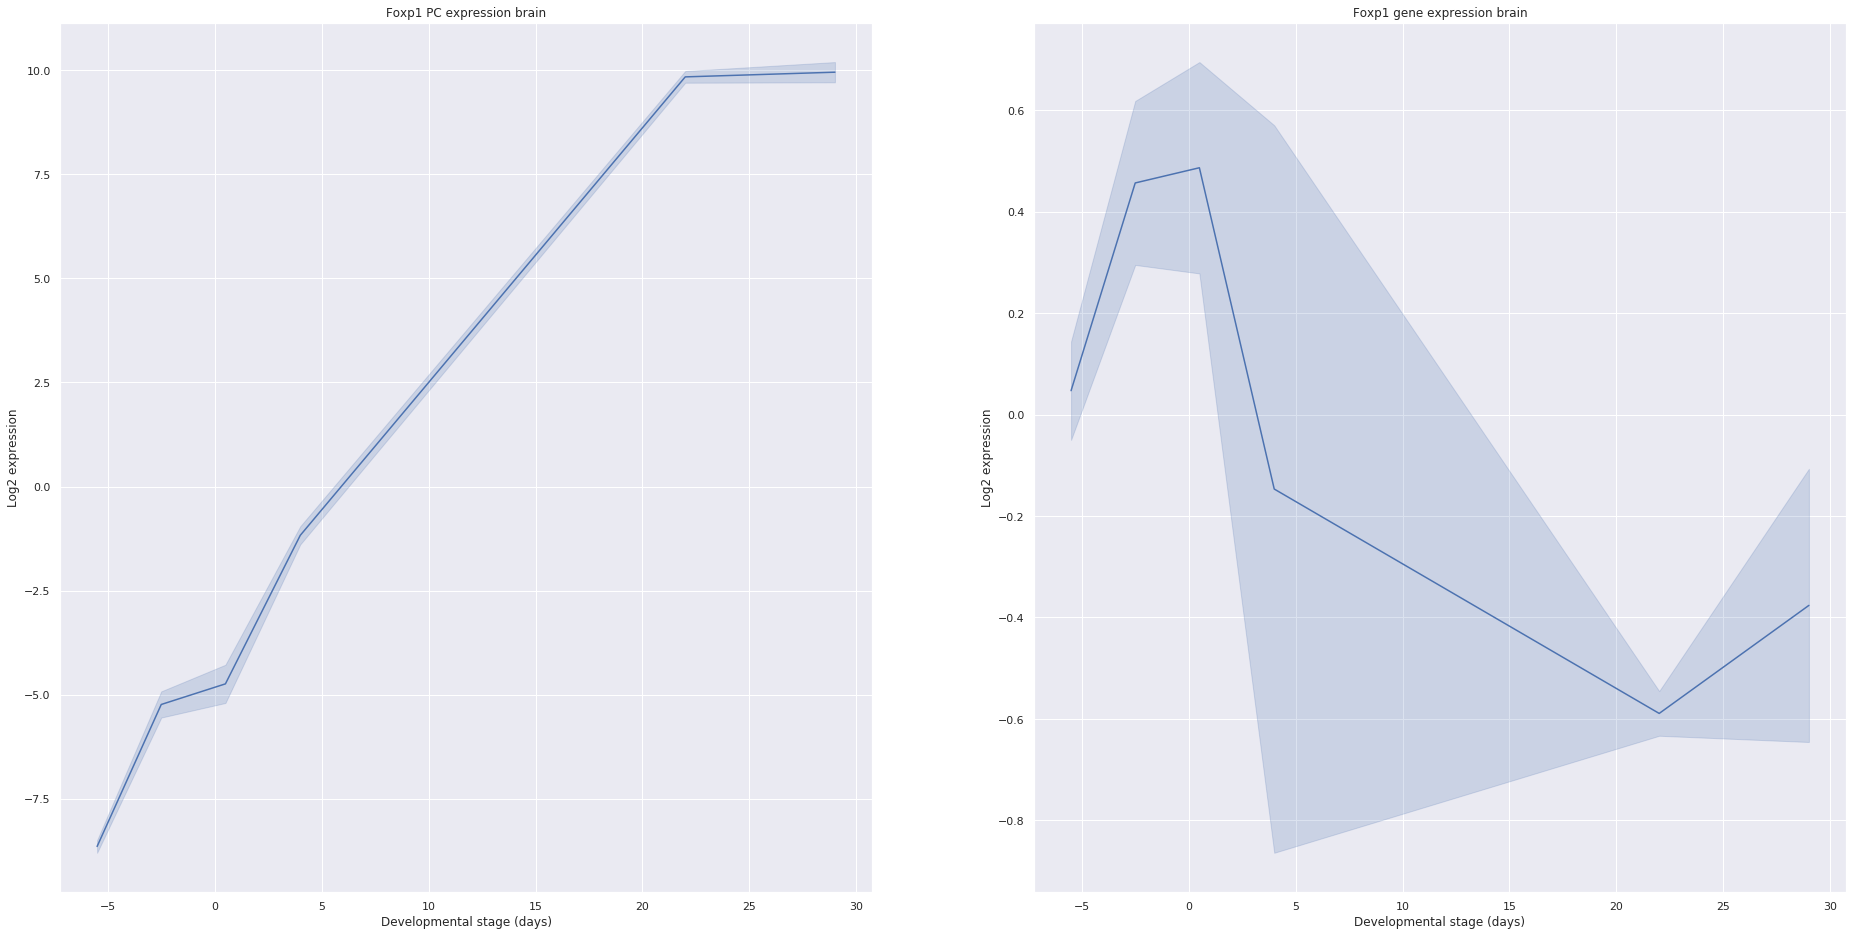 Foxp1 PC expression brain
Log2 expression
10.0
7.5
5.0
2.5
0.0
−2.5
−5.0
−7.5
−5 0 5 10 15 20 25 30
Developmental stage (days)
Foxp1 gene expression brain
Log2 expression
0.6
0.4
0.2
0.0
−0.2
−0.4
−0.6
−0.8
−5 0 5 10 15 20 25 30
Developmental stage (days)